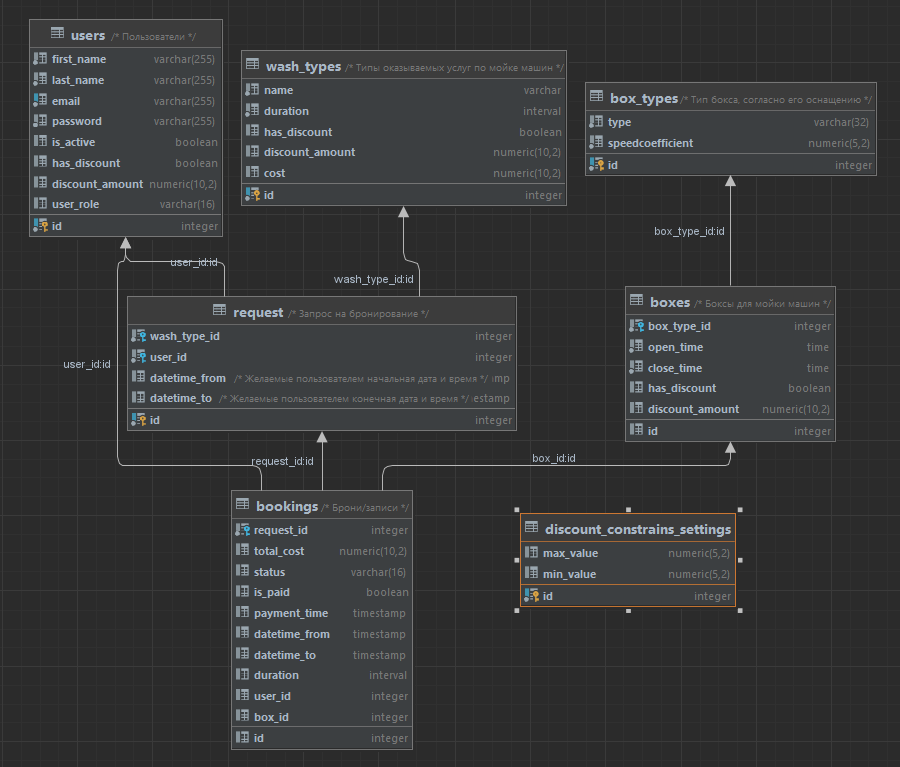 users /* Пользователи */
first_name varchar(255)
last_name varchar(255)
email varchar(255)
password varchar(255)
is_active boolean
has_discount boolean
discount_amount numeric(10,2)
user_role varchar(16)
id integer
wash_types /* Типы оказываемых услуг по мойке машин */
name varchar
duration interval
has_discount boolean
discount_amount numeric(10,2)
cost numeric(10,2)
id integer
box_types /* Тип бокса, согласно его оснащению */
type varchar(32)
speedcoefficient numeric(5,2)
id integer
box_type_id:id
user_id:id
wash_type_id:id
request /* Запрос на бронирование */
wash_type_id integer
user_id integer
datetime_from /* Желаемые пользователем начальная дата и время */ mp
datetime_to /* Желаемые пользователем конечная дата и время */ estamp
id integer
boxes /* Боксы для мойки машин */
box_type_id integer
open_time time
close_time time
has_discount boolean
discount_amount numeric(10,2)
id integer
user_id:id
request_id:id
box_id:id
bookings /* Брони/записи */
request_id integer
total_cost numeric(10,2)
status varchar(16)
is_paid boolean
payment_time timestamp
datetime_from timestamp
datetime_to timestamp
duration interval
user_id integer
box_id integer
id integer
discount_constrains_settings
max_value numeric(5,2)
min_value numeric(5,2)
id integer